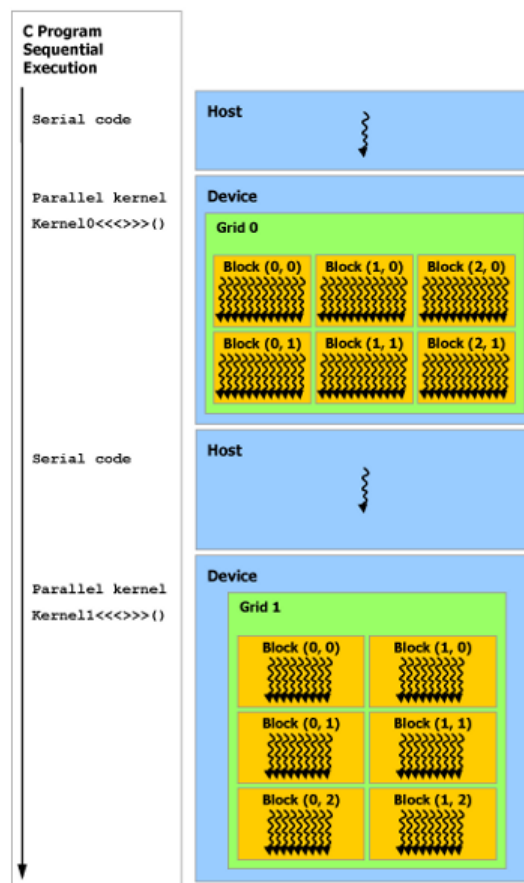 C Program
Sequential
Execution
Serial code
Host
Parallel kernel
Kernel0<<<>>>()
Device
Grid 0
Block (0, 0)
Block (1, 0)
Block (2, 0)
Block (0, 1)
Block (1, 1)
Block (2, 1)
Serial code
Host
Parallel kernel
Kernel1<<<>>>()
Device
Grid 1
Block (0, 0)
Block (1, 0)
Block (0, 1)
Block (1, 1)
Block (0, 2)
Block (1, 2)